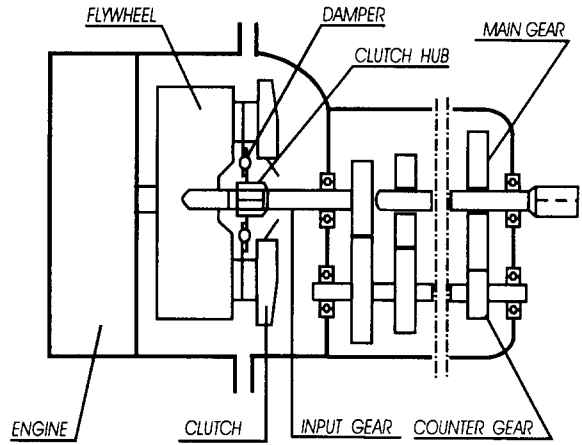 FLYWHEEL
DAMPER
MAIN GEAR
CLUTCH HUB
ENGINE
CLUTCH
INPUT GEAR
COUNTER GEAR